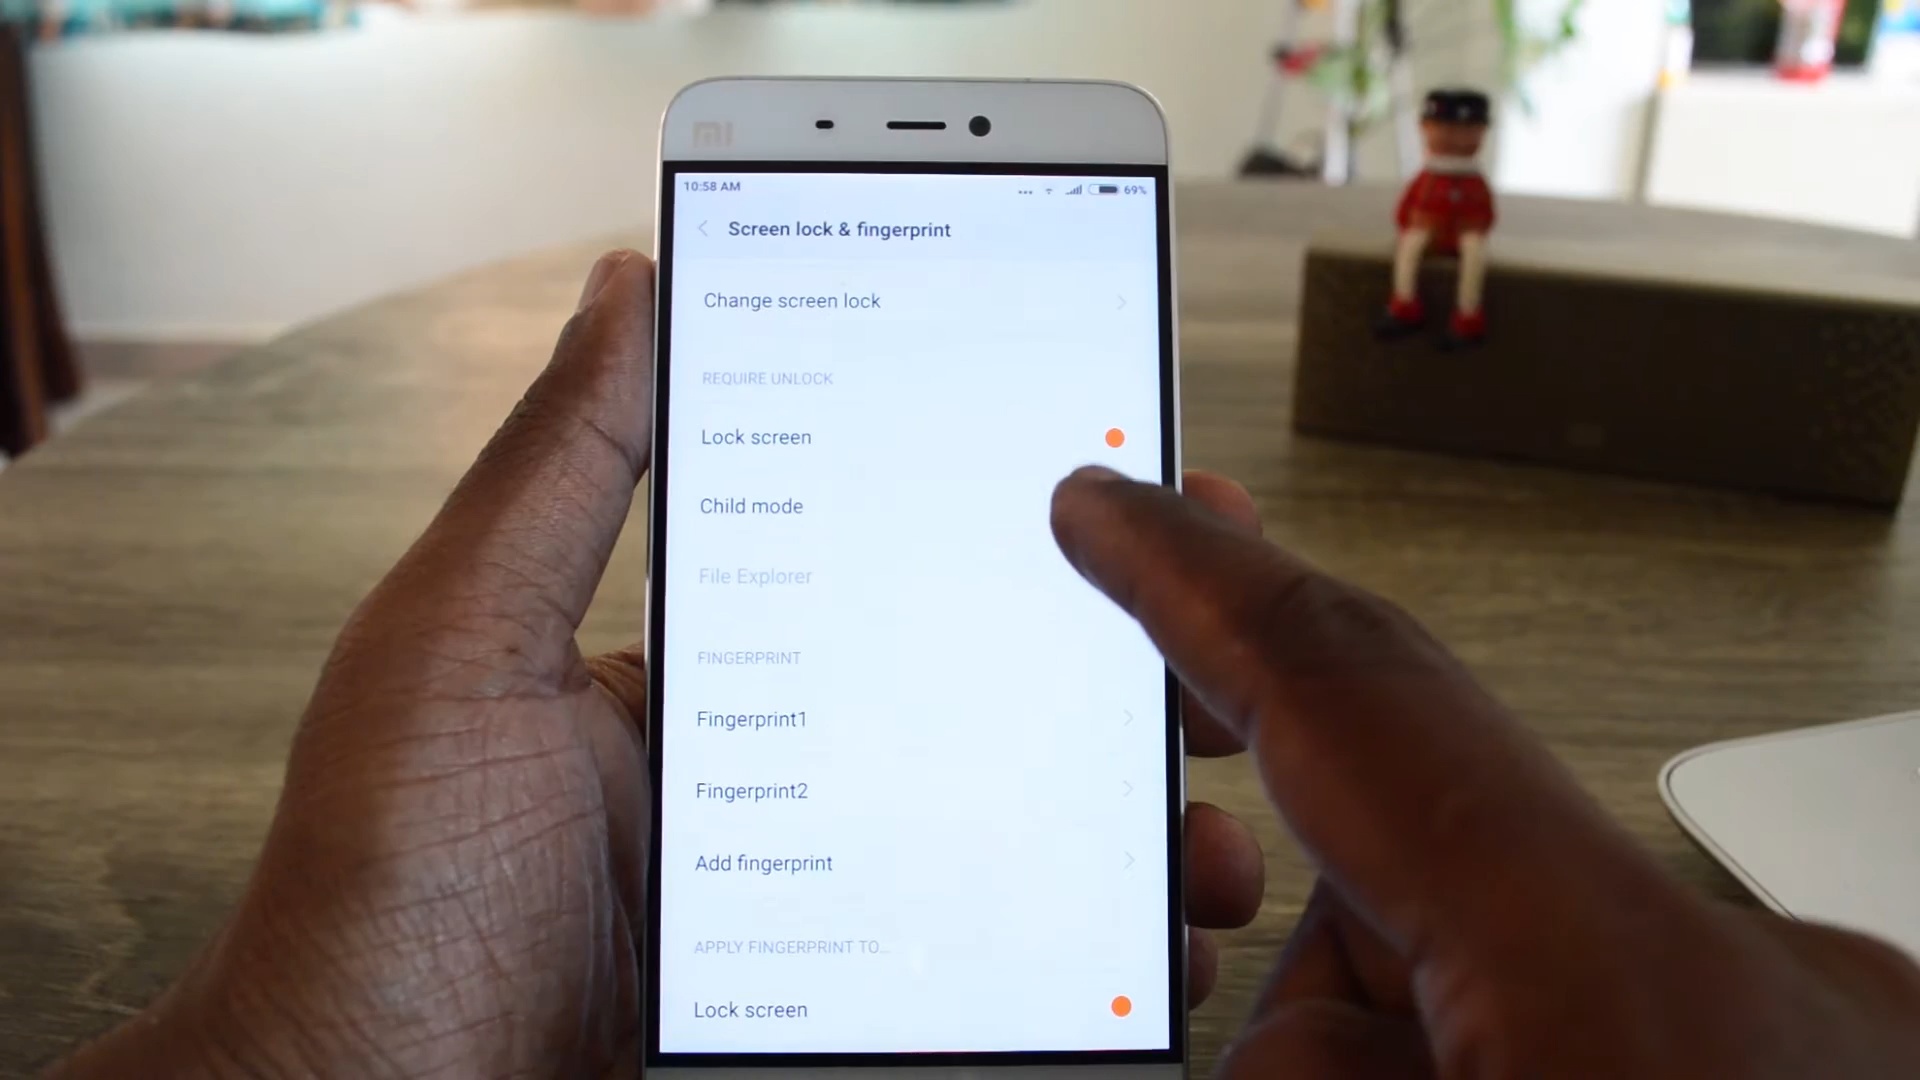 mi
10:58 AM
69%
Screen lock & fingerprint
Change screen lock
REQUIRE UNLOCK
Lock screen
Child mode
File Explorer
FINGERPRINT
Fingerprint1
Fingerprint2
Add fingerprint
APPLY FINGERPRINT TO...
Lock screen